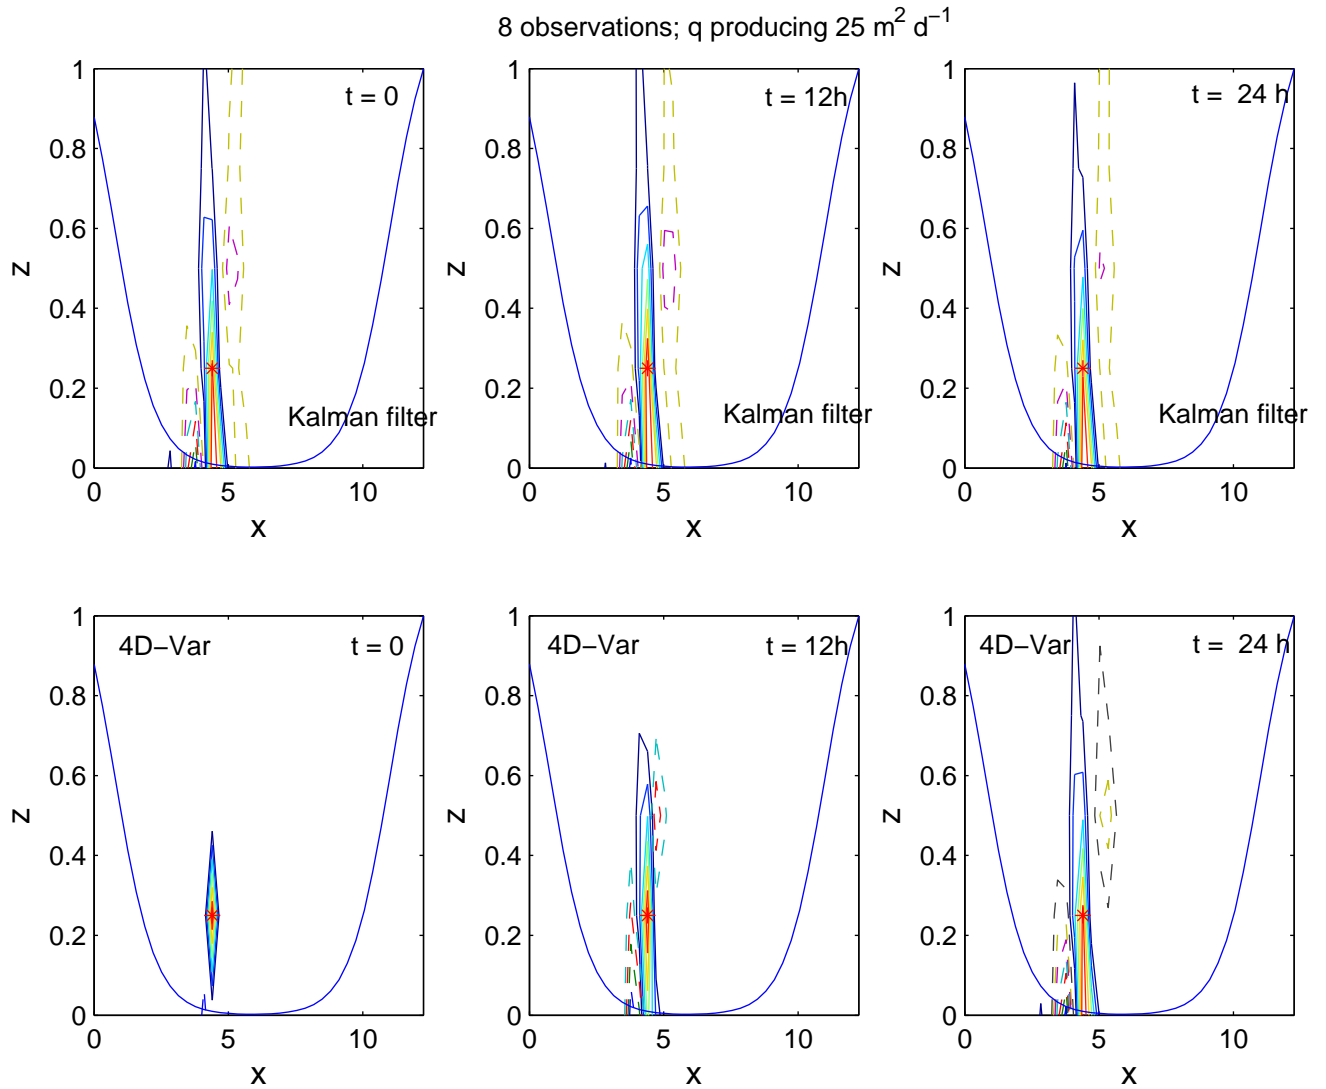 8 observations; q producing 25 m² d⁻¹
1
0.8
0.6
0.4
0.2
0
z
0 5 10
x
t = 0
Kalman filter
1
0.8
0.6
0.4
0.2
0
z
0 5 10
x
t = 12h
Kalman filter
1
0.8
0.6
0.4
0.2
0
z
0 5 10
x
t = 24 h
Kalman filter
1
0.8
0.6
0.4
0.2
0
z
0 5 10
x
4D−Var
t = 0
1
0.8
0.6
0.4
0.2
0
z
0 5 10
x
4D−Var
t = 12h
1
0.8
0.6
0.4
0.2
0
z
0 5 10
x
4D−Var
t = 24 h